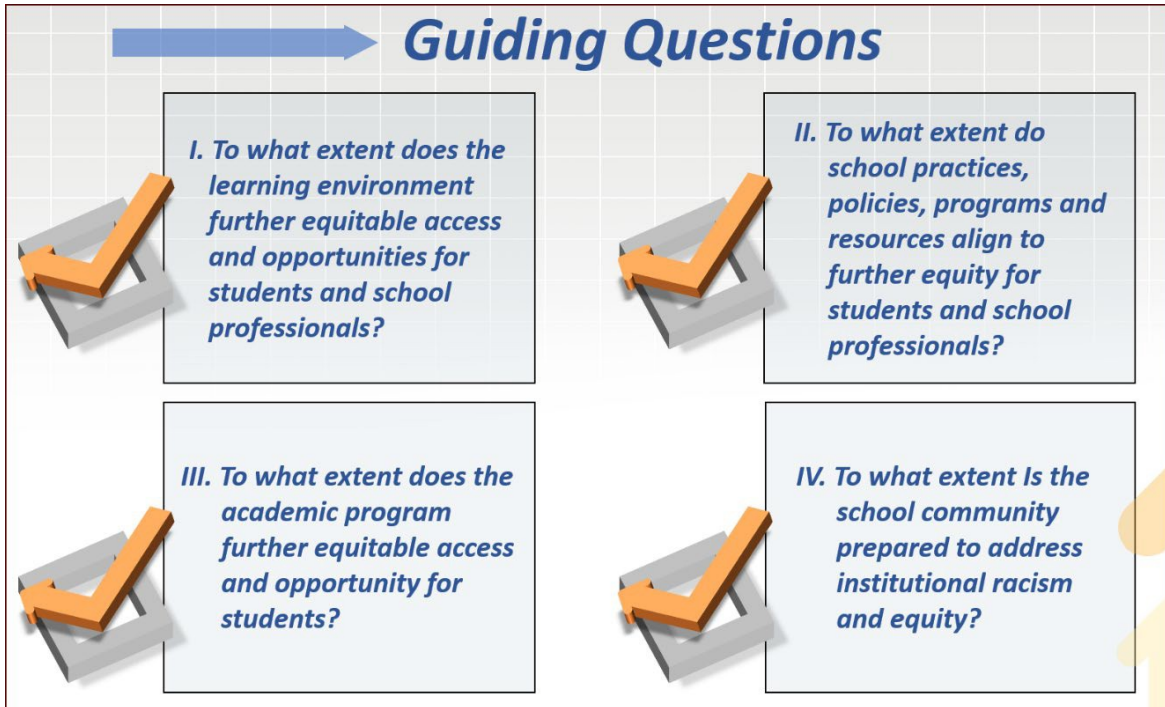 Guiding Questions
I. To what extent does the
learning environment
further equitable access
and opportunities for
students and school
professionals?
II. To what extent do
school practices,
policies, programs and
resources align to
further equity for
students and school
professionals?
III. To what extent does the
academic program
further equitable access
and opportunity for
students?
IV. To what extent Is the
school community
prepared to address
institutional racism
and equity?